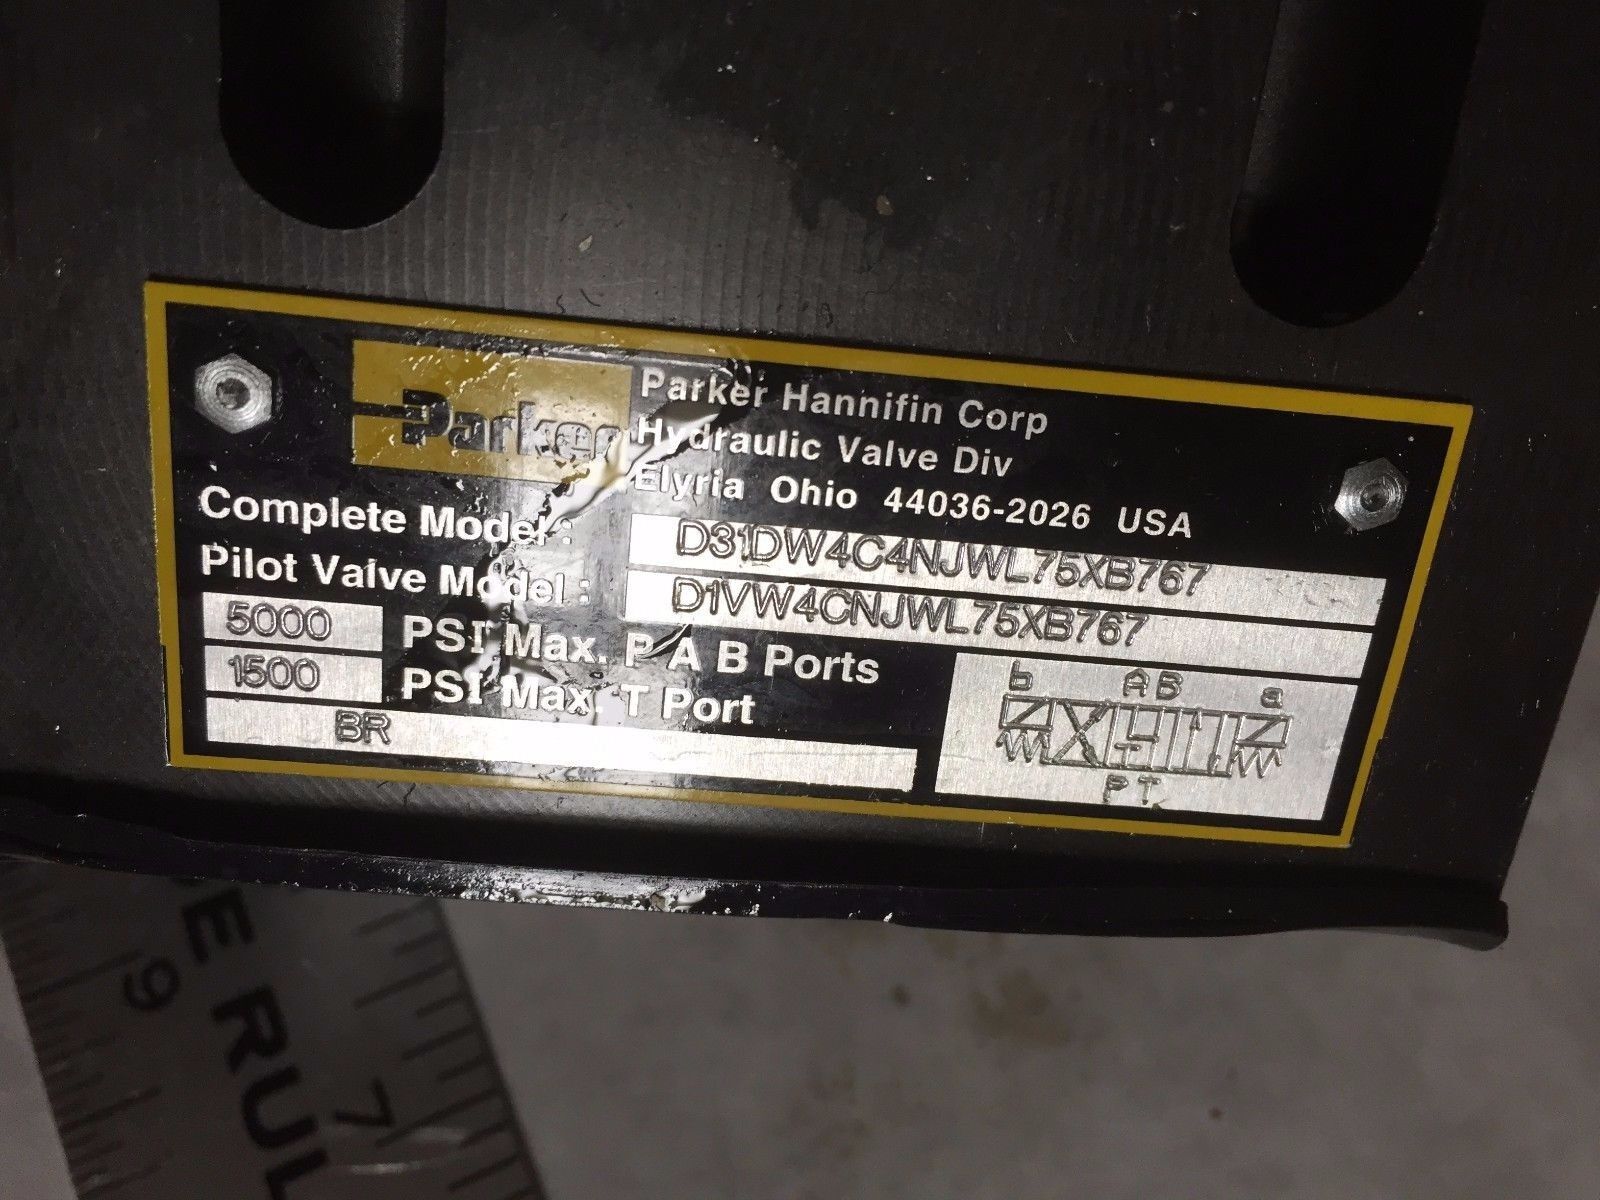 Parker
Parker Hannifin Corp
Hydraulic Valve Div
Elyria Ohio 44036-2026 USA
Complete Model: D31DW4C4NJWL75XB767
Pilot Valve Model: D1VW4CNJWL75XB767
5000 PSI Max. P A B Ports
1500 PSI Max. T Port
BR
b AB a
PT
9
7